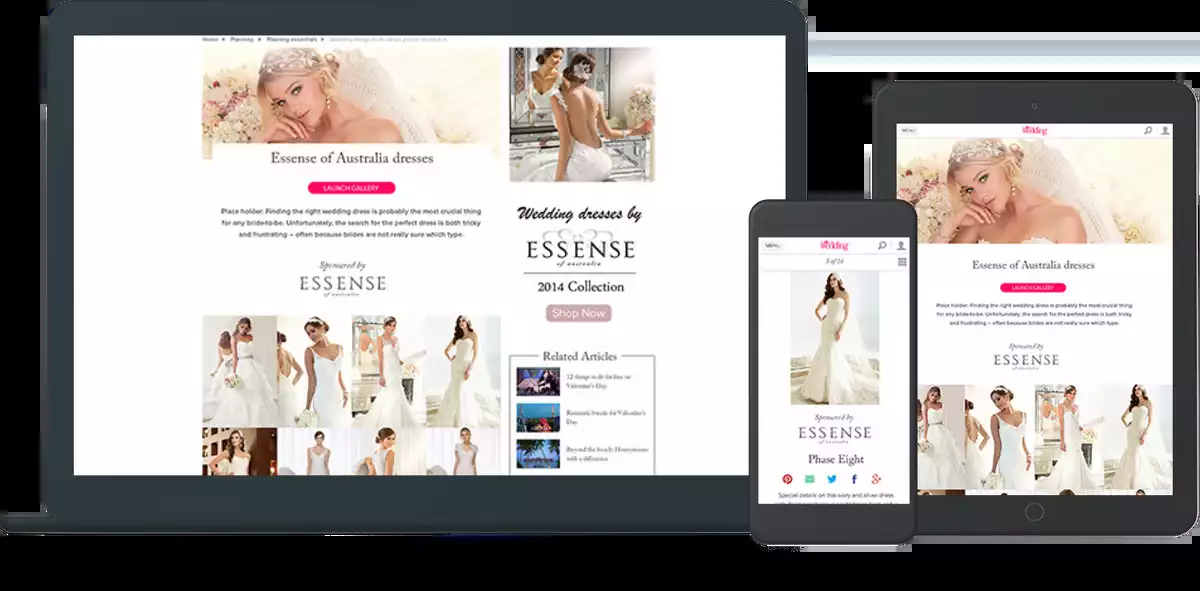 Home
Planning
Planning essentials
Essense of Australia dresses
LAUNCH GALLERY
Place holder: Finding the right wedding dress is probably the most crucial thing
for any bride-to-be. Unfortunately, the search for the perfect dress is both tricky
and frustrating – often because brides are not really sure which type.
Sponsored by
ESSENSE
of australia
Wedding dresses by
ESSENSE
of australia
2014 Collection
Shop Now
Related Articles
12 things to do for free on
Valentine's Day
Romantic breaks for Valentine's
Day
Beyond the beach: Honeymoons
with a difference
MENU
Wedding
3 of 14
Sponsored by
ESSENSE
of australia
Phase Eight
Special details on this ivory and silver dress
MENU
Wedding
Essense of Australia dresses
LAUNCH GALLERY
Place holder: Finding the right wedding dress is probably the most crucial thing
for any bride-to-be. Unfortunately, the search for the perfect dress is both tricky
and frustrating – often because brides are not really sure which type.
Sponsored by
ESSENSE
of australia